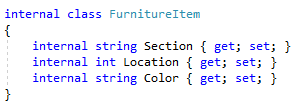 internal class FurnitureItem
{
    internal string Section { get; set; }
    internal int Location { get; set; }
    internal string Color { get; set; }
}